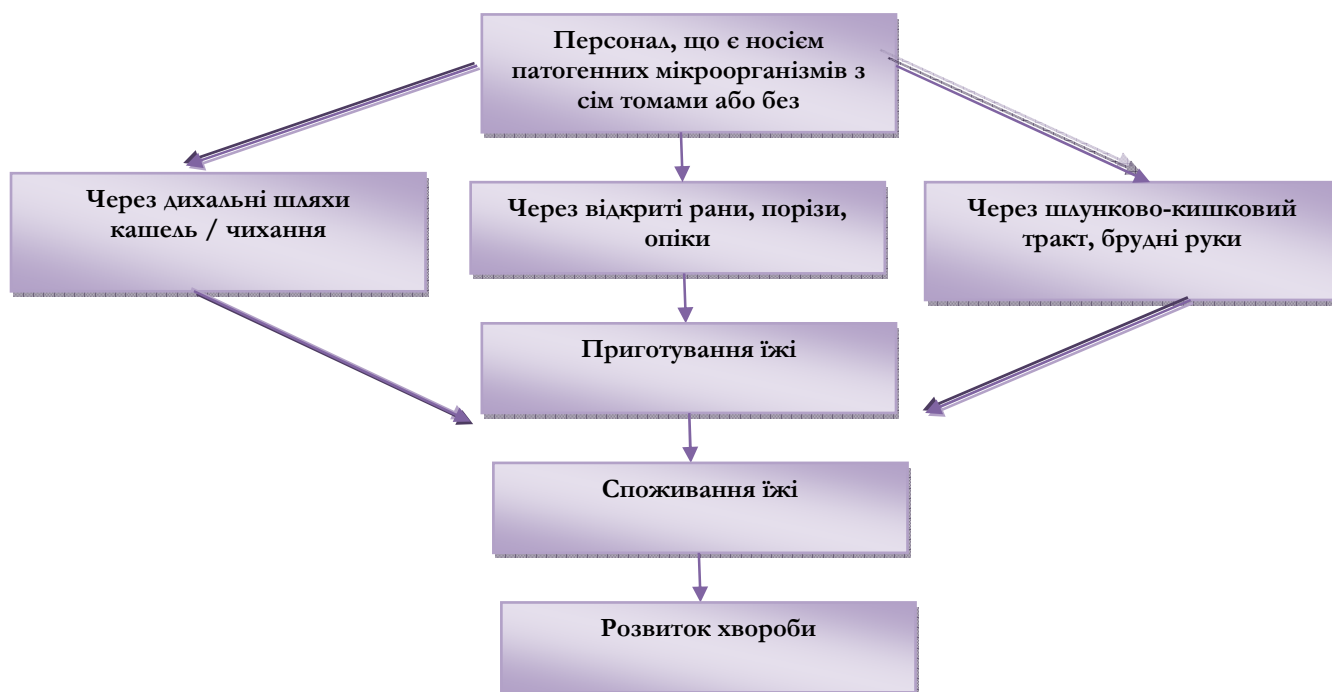 Персонал, що є носієм
патогенних мікроорганізмів з
сім томами або без
Через дихальні шляхи
кашель / чихання
Через відкриті рани, порізи,
опіки
Через шлунково-кишковий
тракт, брудні руки
Приготування їжі
Споживання їжі
Розвиток хвороби